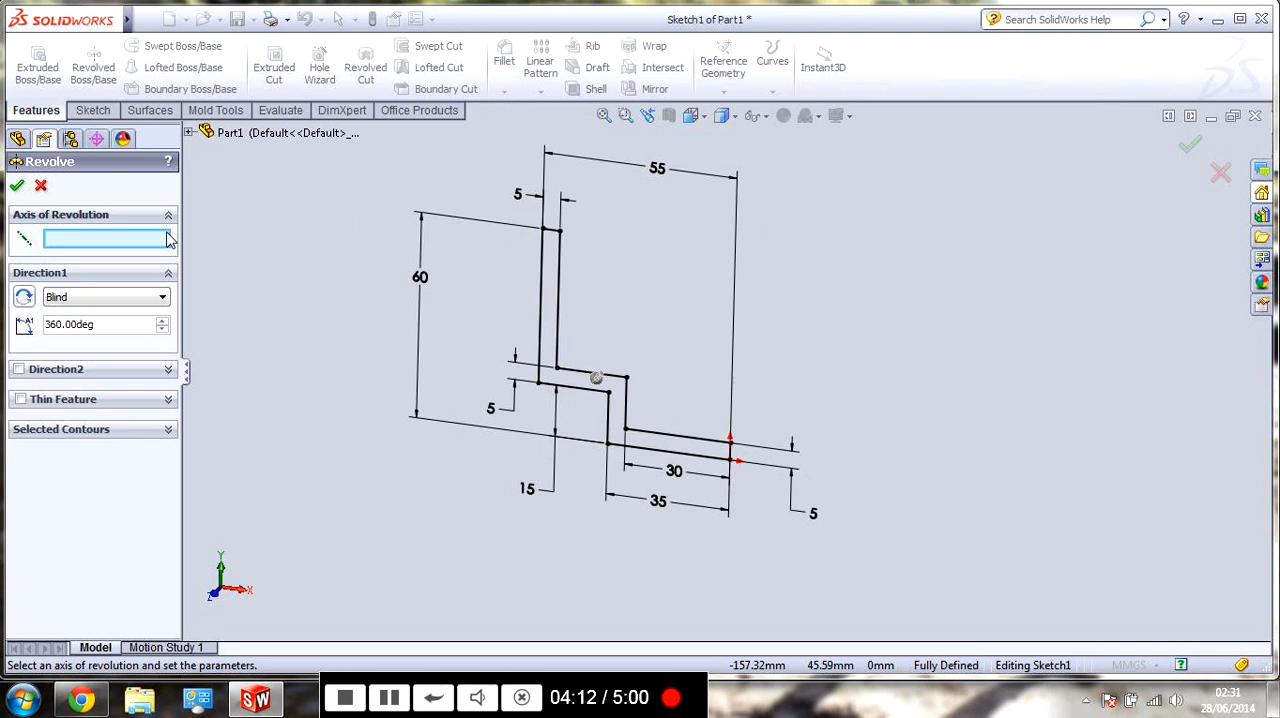 SOLIDWORKS
Sketch1 of Part1 *
Search SolidWorks Help
Extruded Boss/Base
Revolved Boss/Base
Swept Boss/Base
Lofted Boss/Base
Boundary Boss/Base
Extruded Cut
Hole Wizard
Revolved Cut
Swept Cut
Lofted Cut
Boundary Cut
Fillet
Linear Pattern
Rib
Draft
Shell
Wrap
Intersect
Mirror
Reference Geometry
Curves
Instant3D
Features
Sketch
Surfaces
Mold Tools
Evaluate
DimXpert
Office Products
Part1 (Default<<Default>_...
Revolve
?
Axis of Revolution
Direction1
Blind
360.00deg
Direction2
Thin Feature
Selected Contours
55
5
60
5
15
30
35
5
Y
X
Z
Model
Motion Study 1
Select an axis of revolution and set the parameters.
-157.32mm
45.59mm
0mm
Fully Defined
Editing Sketch1
MMGS
04:12 / 5:00
02:31
28/06/2014